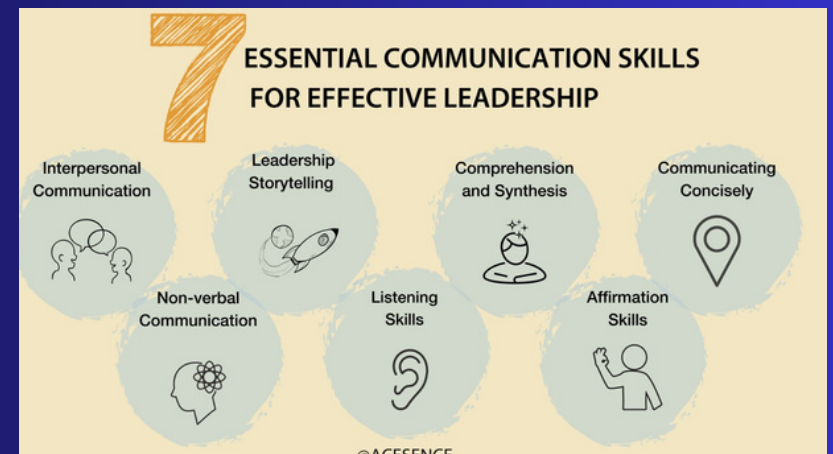 7 ESSENTIAL COMMUNICATION SKILLS
FOR EFFECTIVE LEADERSHIP
Interpersonal
Communication
Leadership
Storytelling
Comprehension
and Synthesis
Communicating
Concisely
Non-verbal
Communication
Listening
Skills
Affirmation
Skills
@ACESENCE